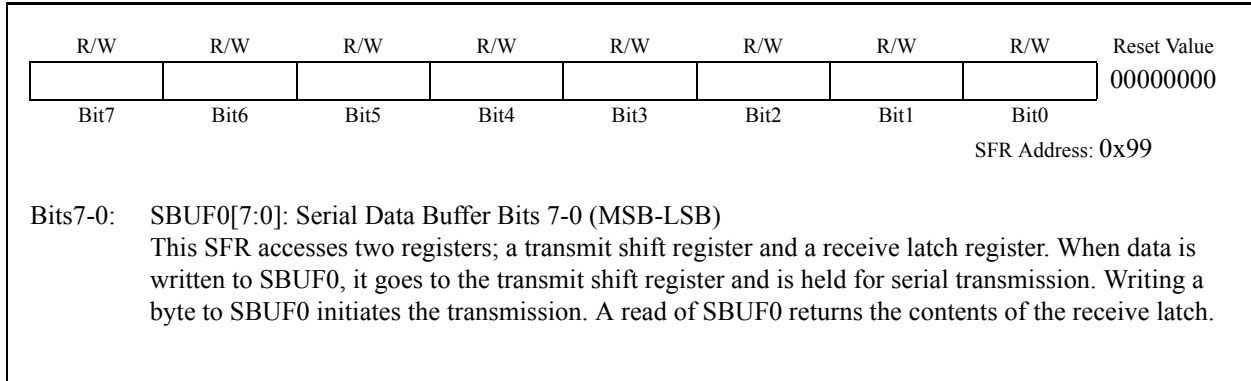 R/W R/W R/W R/W R/W R/W R/W R/W Reset Value
00000000
Bit7 Bit6 Bit5 Bit4 Bit3 Bit2 Bit1 Bit0
SFR Address: 0x99
Bits7-0: SBUF0[7:0]: Serial Data Buffer Bits 7-0 (MSB-LSB)
This SFR accesses two registers; a transmit shift register and a receive latch register. When data is
written to SBUF0, it goes to the transmit shift register and is held for serial transmission. Writing a
byte to SBUF0 initiates the transmission. A read of SBUF0 returns the contents of the receive latch.